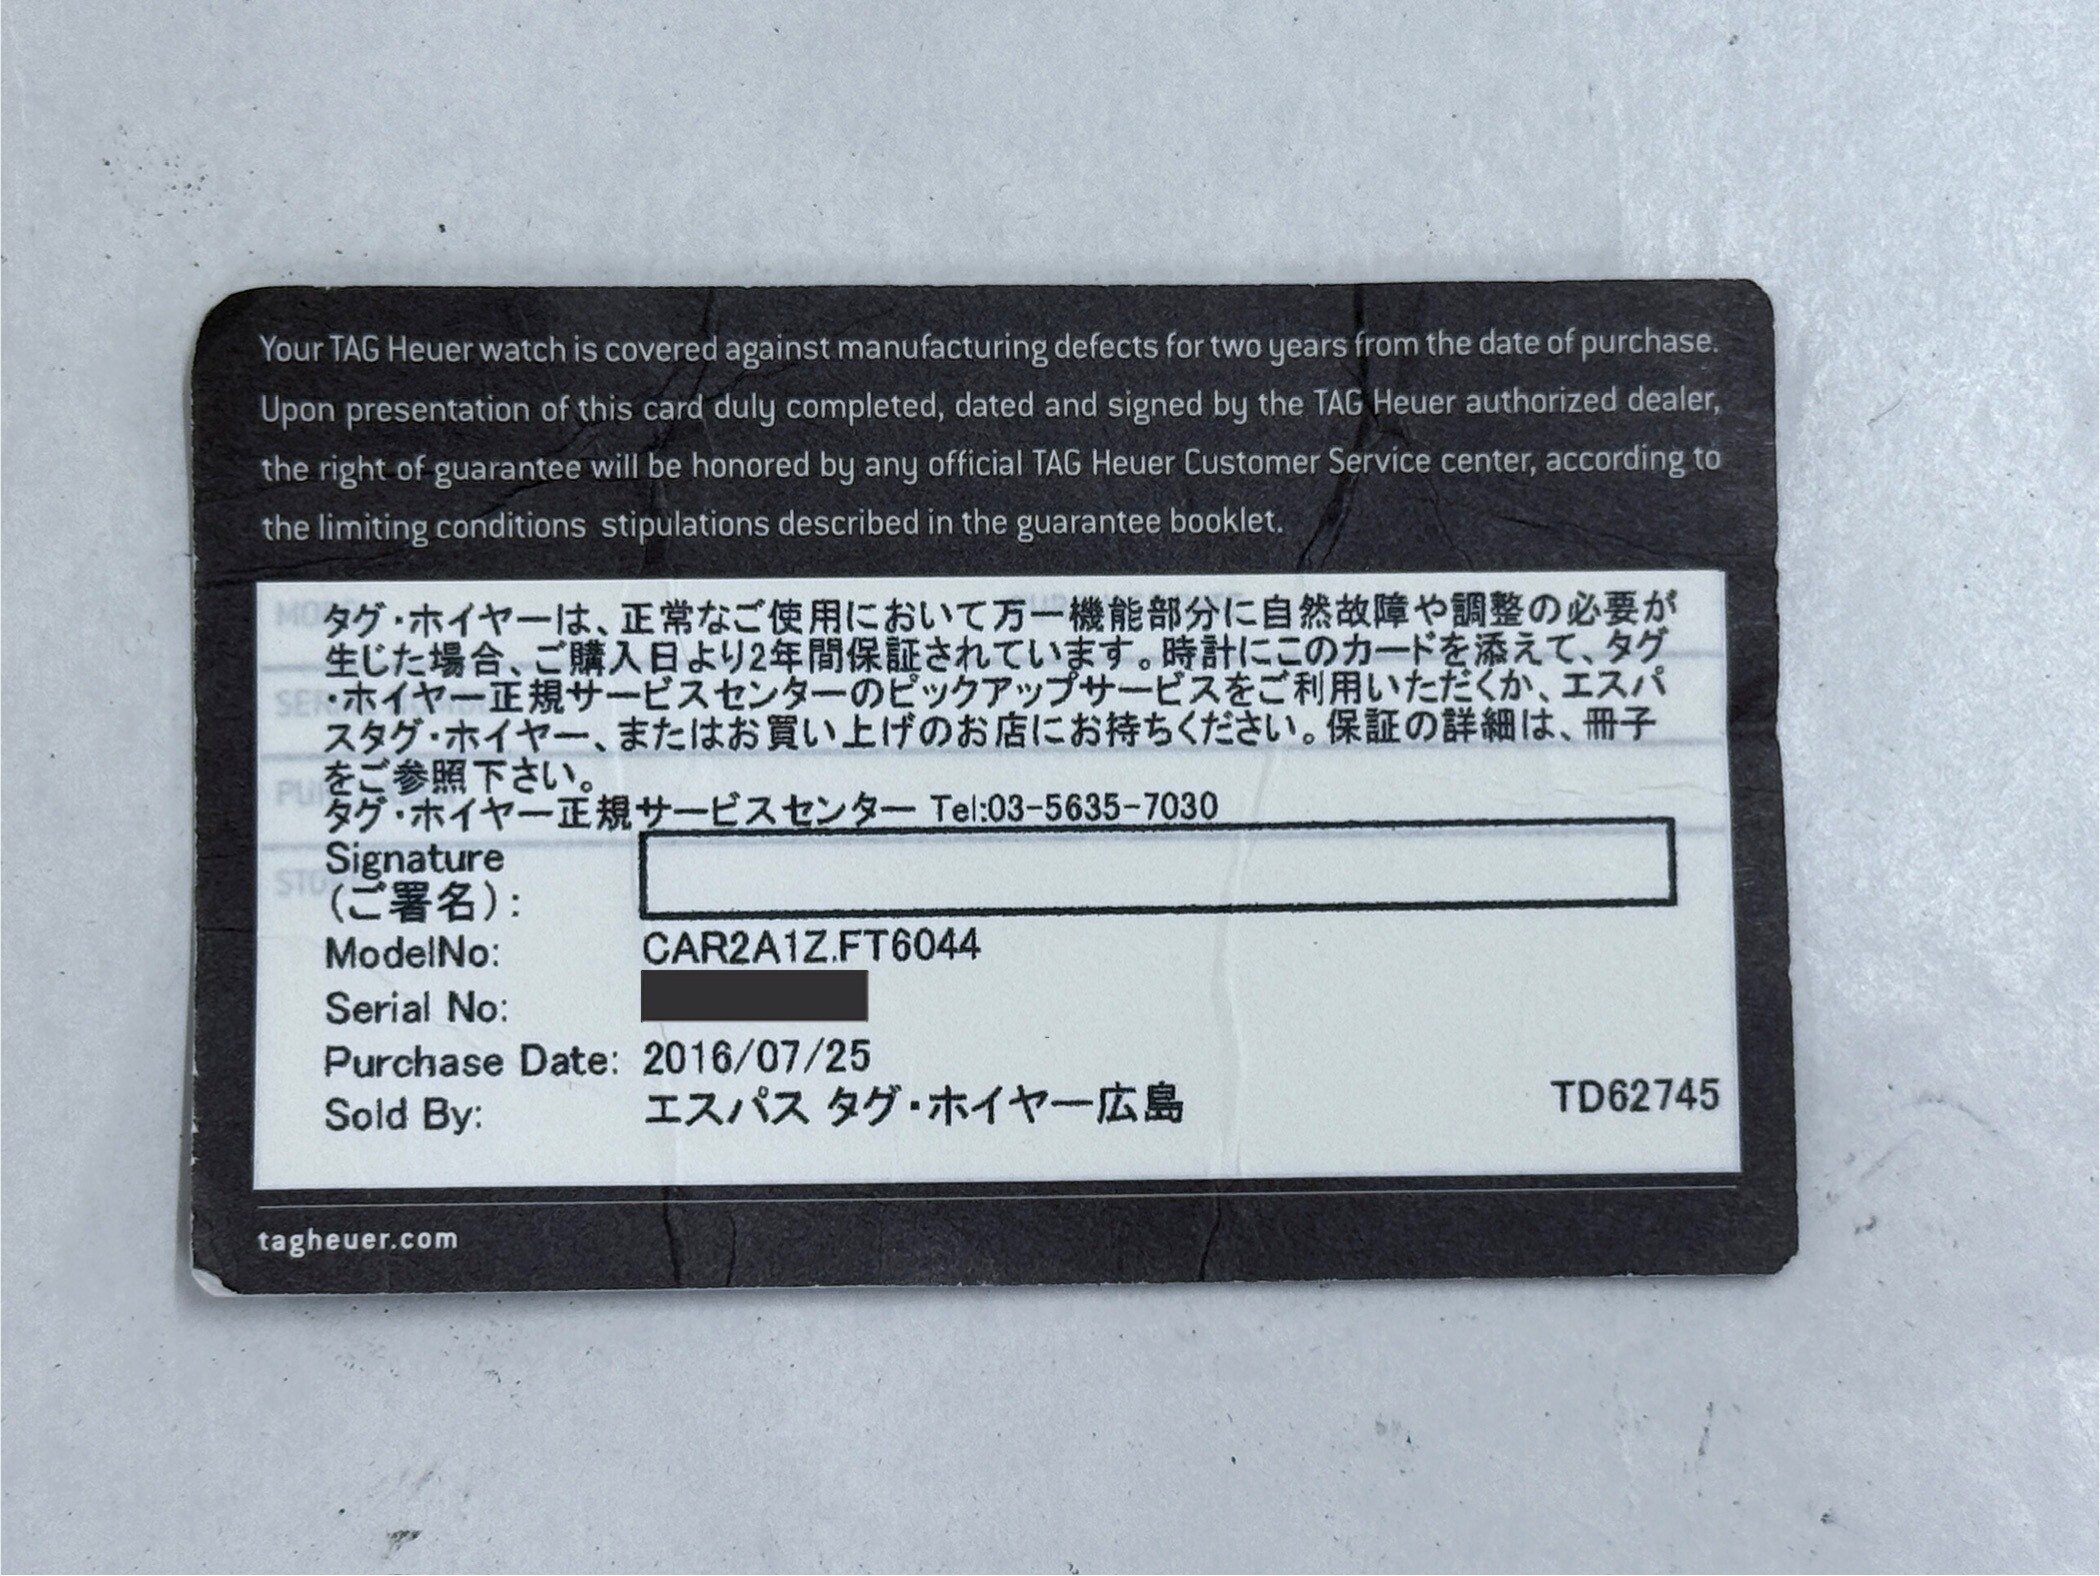 Your TAG Heuer watch is covered against manufacturing defects for two years from the date of purchase.
Upon presentation of this card duly completed, dated and signed by the TAG Heuer authorized dealer,
the right of guarantee will be honored by any official TAG Heuer Customer Service center, according to
the limiting conditions stipulations described in the guarantee booklet.
タグ・ホイヤーは、正常なご使用において万一機能部分に自然故障や調整の必要が
生じた場合、ご購入日より2年間保証されています。時計にこのカードを添えて、タグ
・ホイヤー正規サービスセンターのピックアップサービスをご利用いただくか、エスパ
スタグ・ホイヤー、またはお買い上げのお店にお持ちください。保証の詳細は、冊子
をご参照下さい。
タグ・ホイヤー正規サービスセンター Tel:03-5635-7030
Signature
(ご署名):
ModelNo: CAR2A1Z.FT6044
Serial No:
Purchase Date: 2016/07/25
Sold By: エスパス タグ・ホイヤー広島 TD62745
tagheuer.com